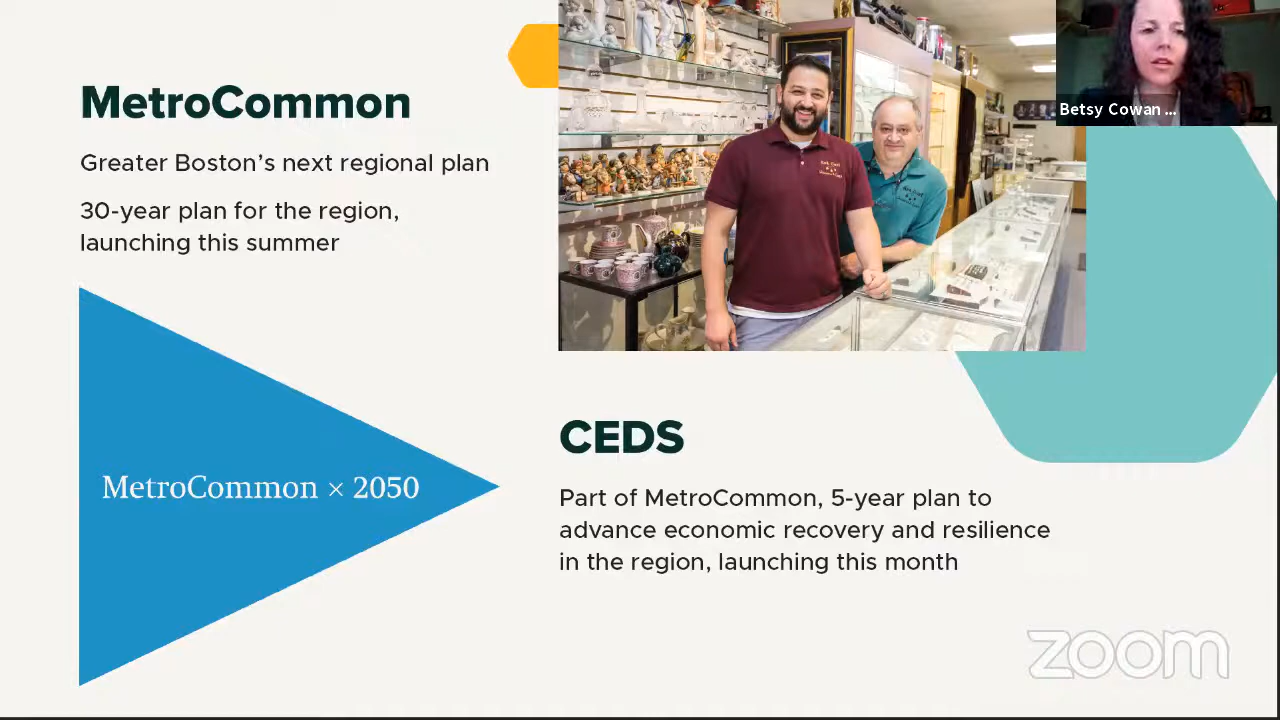 MetroCommon
Greater Boston’s next regional plan
30-year plan for the region,
launching this summer
MetroCommon × 2050
Betsy Cowan ...
CEDS
Part of MetroCommon, 5-year plan to
advance economic recovery and resilience
in the region, launching this month
zoom